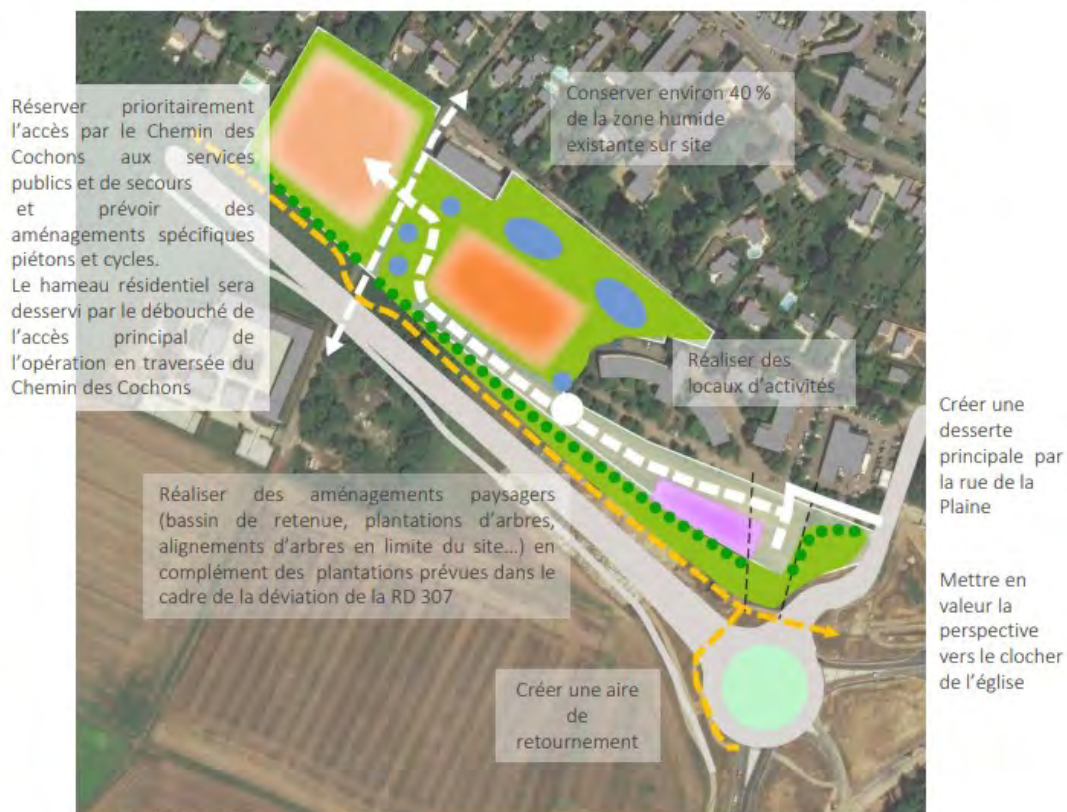 Réserver prioritairement
l'accès par le Chemin des
Cochons aux services
publics et de secours
et prévoir des
aménagements spécifiques
piétons et cycles.
Le hameau résidentiel sera
desservi par le débouché de
l'accès principal de
l'opération en traversée du
Chemin des Cochons
Conserver environ 40 %
de la zone humide
existante sur site
Réaliser des
locaux d'activités
Créer une
desserte
principale par
la rue de la
Plaine
Réaliser des aménagements paysagers
(bassin de retenue, plantations d'arbres,
alignements d'arbres en limite du site...) en
complément des plantations prévues dans le
cadre de la déviation de la RD 307
Mettre en
valeur la
perspective
vers le clocher
de l'église
Créer une aire
de
retournement